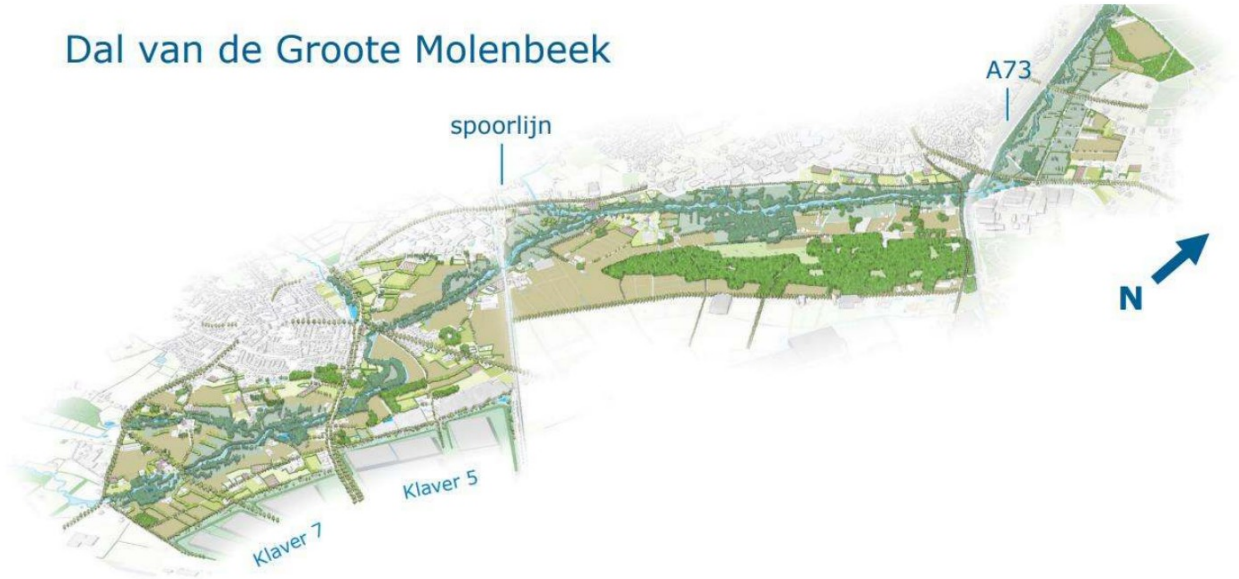 Dal van de Groote Molenbeek
A73
spoorlijn
N
Klaver 5
Klaver 7